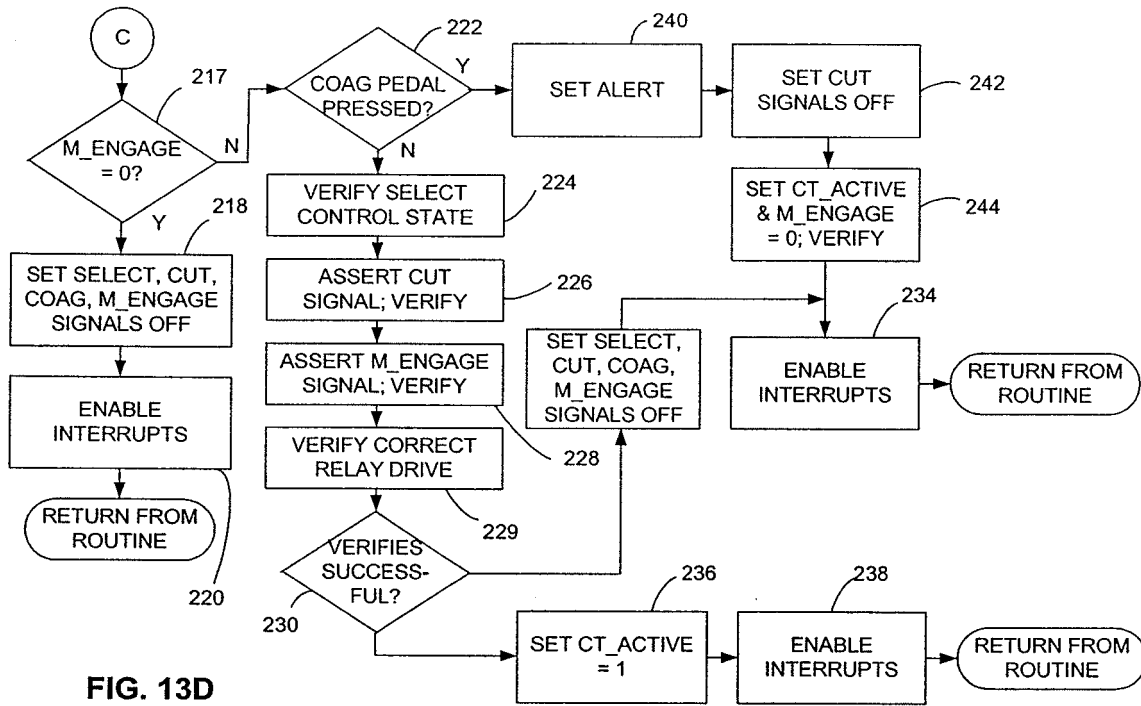 C
217
M_ENGAGE
= 0?
N
Y
218
SET SELECT, CUT,
COAG, M_ENGAGE
SIGNALS OFF
ENABLE
INTERRUPTS
220
RETURN FROM
ROUTINE
222
COAG PEDAL
PRESSED?
Y
N
VERIFY SELECT
CONTROL STATE
224
ASSERT CUT
SIGNAL; VERIFY
226
ASSERT M_ENGAGE
SIGNAL; VERIFY
228
VERIFY CORRECT
RELAY DRIVE
229
VERIFIES
SUCCESS-
FUL?
230
240
SET ALERT
SET CUT
SIGNALS OFF
242
SET CT_ACTIVE
& M_ENGAGE
= 0; VERIFY
244
SET SELECT,
CUT, COAG,
M_ENGAGE
SIGNALS OFF
234
ENABLE
INTERRUPTS
RETURN FROM
ROUTINE
236
SET CT_ACTIVE
= 1
238
ENABLE
INTERRUPTS
RETURN FROM
ROUTINE
FIG. 13D